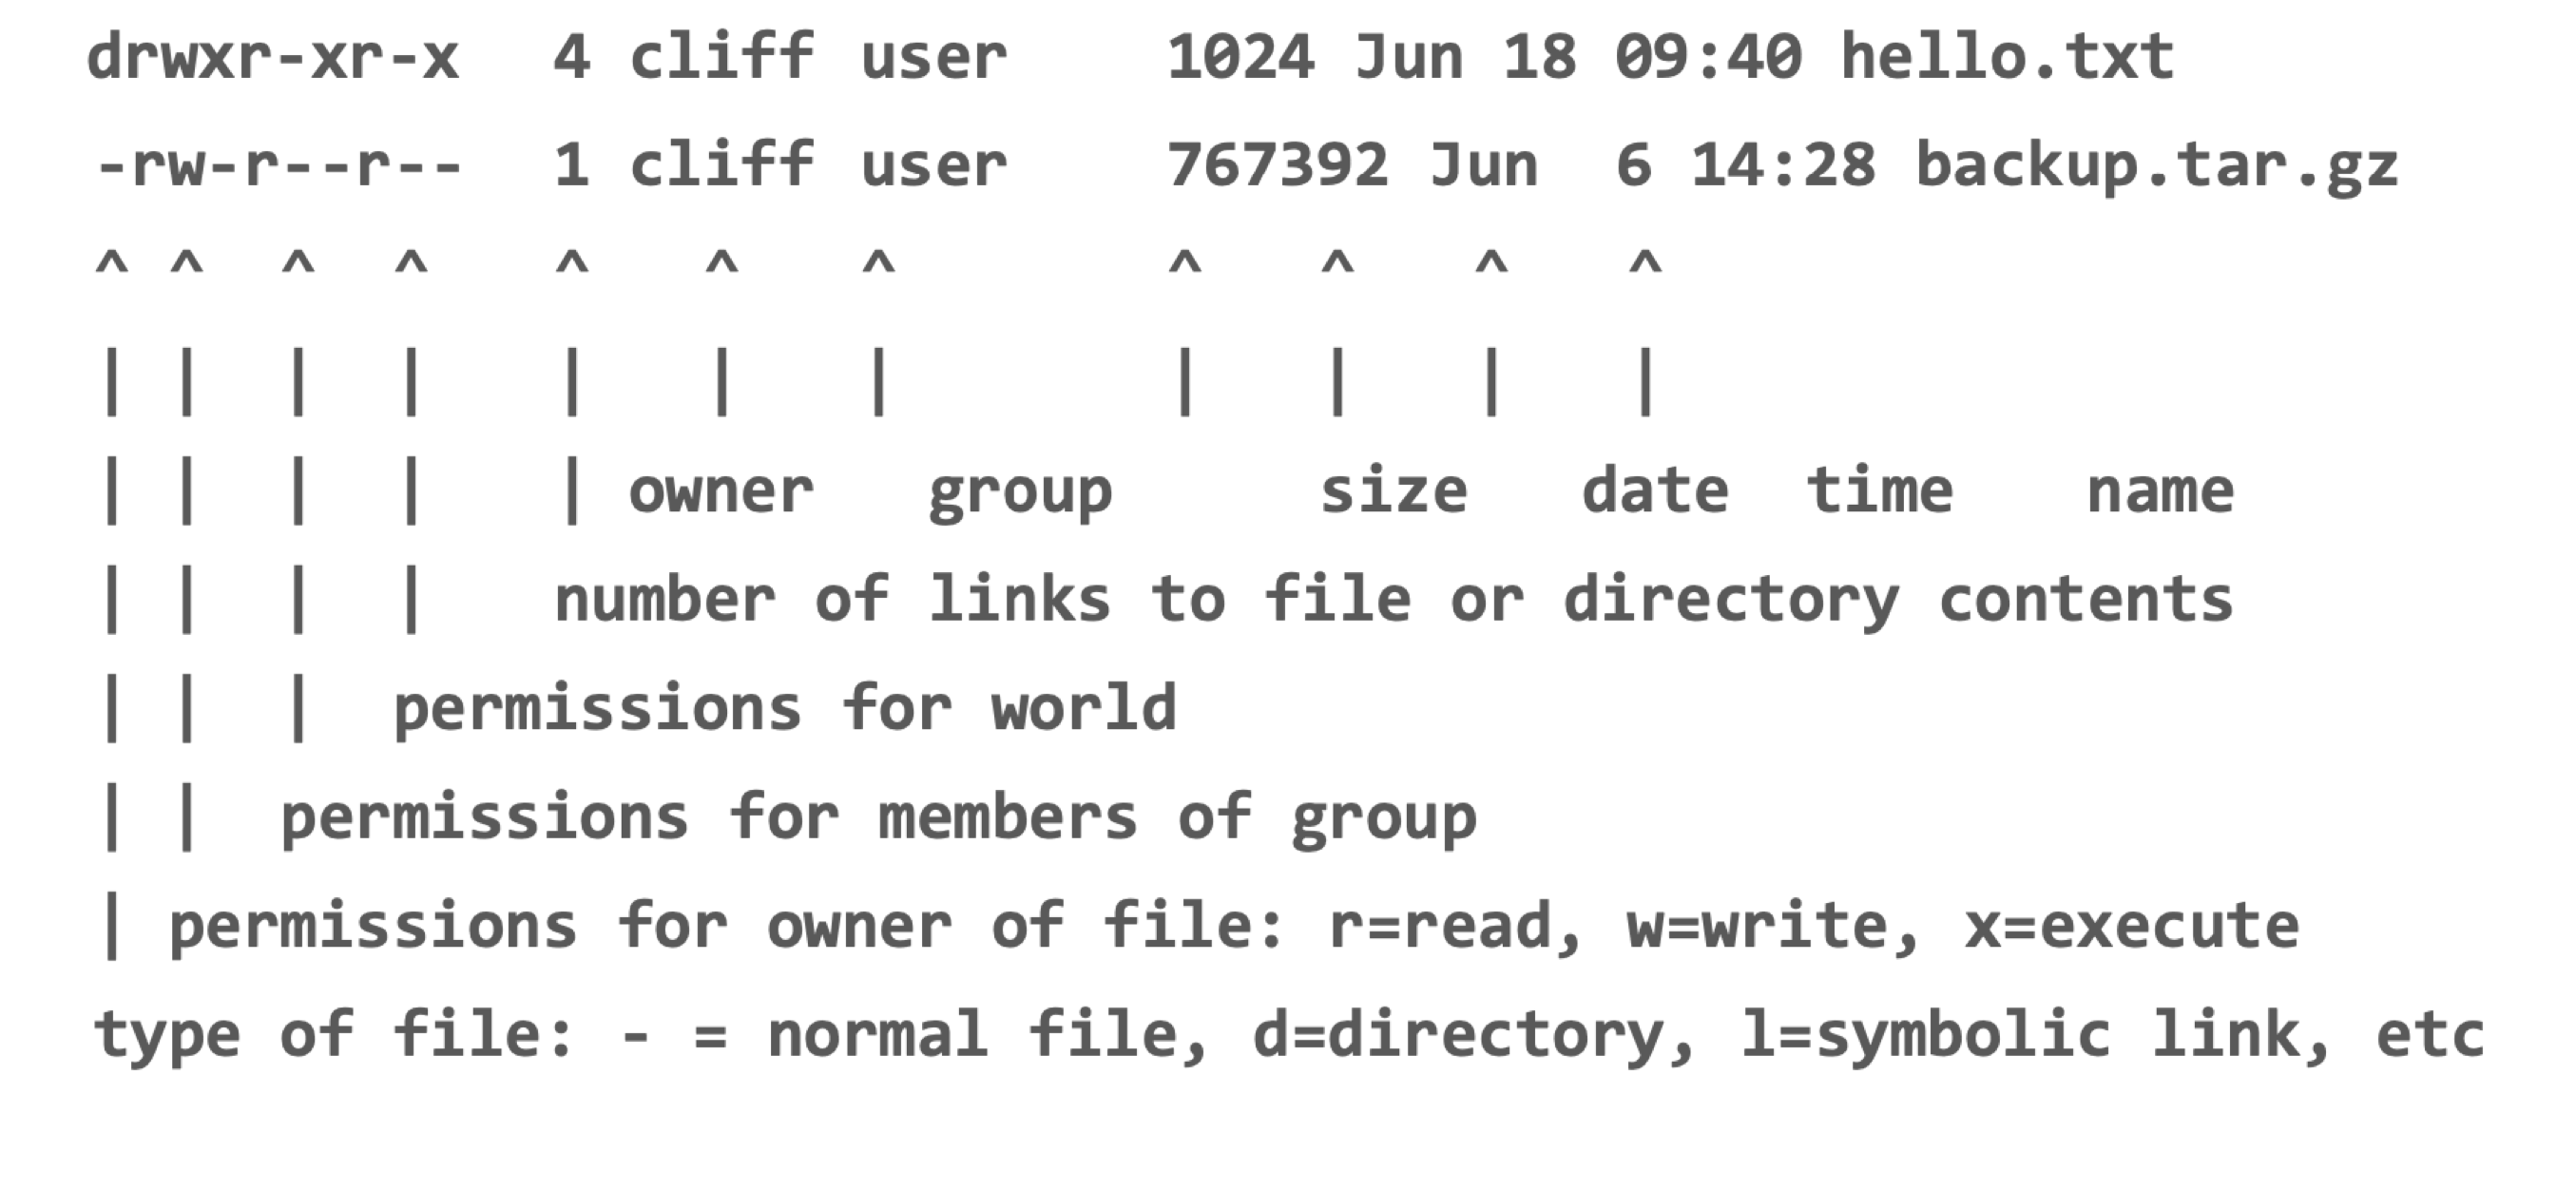 drwxr-xr-x  4 cliff user    1024 Jun 18 09:40 hello.txt
-rw-r--r--  1 cliff user    767392 Jun  6 14:28 backup.tar.gz
^ ^  ^  ^   ^   ^   ^       ^   ^   ^   ^
| |  |  |   |   |   |       |   |   |   |
| |  |  |   | owner   group     size   date  time   name
| |  |  |   number of links to file or directory contents
| |  |  permissions for world
| |  permissions for members of group
| permissions for owner of file: r=read, w=write, x=execute
type of file: - = normal file, d=directory, l=symbolic link, etc